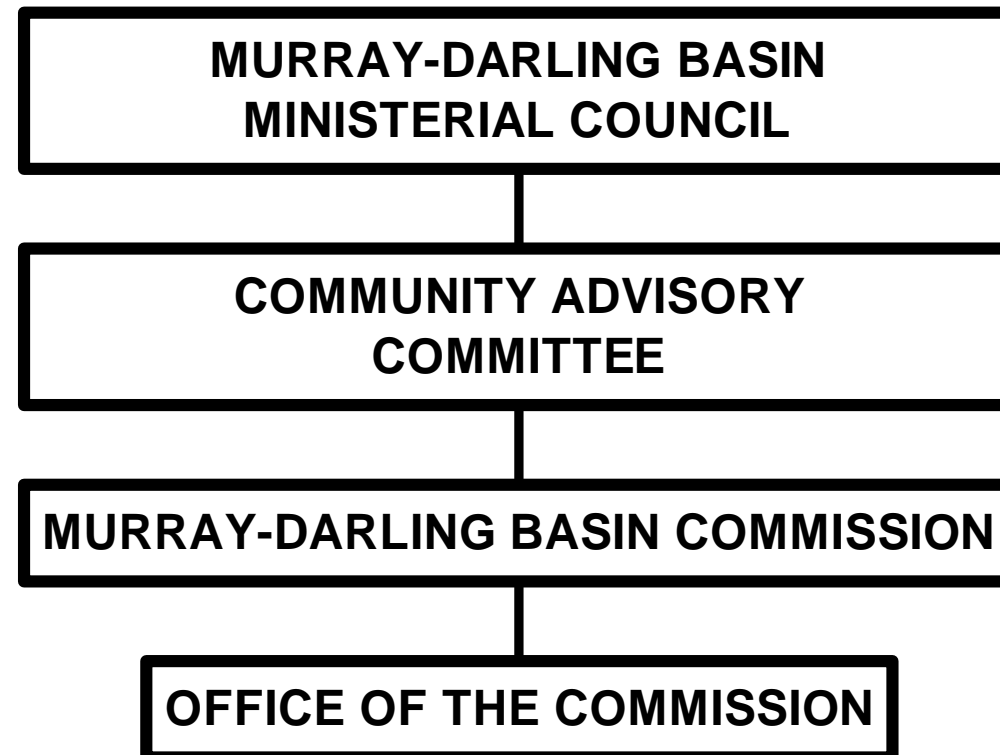 MURRAY-DARLING BASIN
MINISTERIAL COUNCIL
COMMUNITY ADVISORY
COMMITTEE
MURRAY-DARLING BASIN COMMISSION
OFFICE OF THE COMMISSION